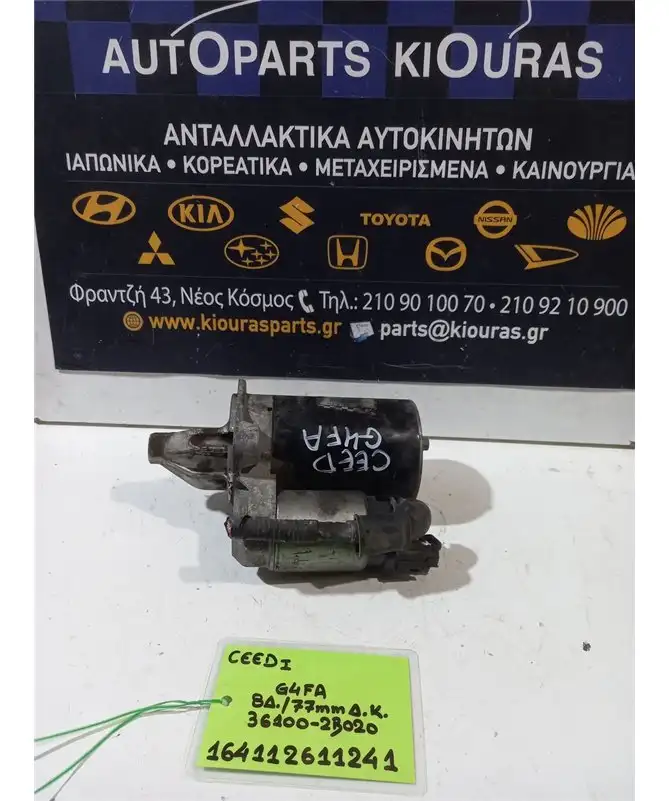 AUTOPARTS KIOURAS
ΑΝΤΑΛΛΑΚΤΙΚΑ ΑΥΤΟΚΙΝΗΤΩΝ
ΙΑΠΩΝΙΚΑ • ΚΟΡΕΑΤΙΚΑ • ΜΕΤΑΧΕΙΡΙΣΜΕΝΑ • ΚΑΙΝΟΥΡΓΙΑ
KIA TOYOTA NISSAN
Φραντζή 43, Νέος Κόσμος Τηλ.: 210 90 100 70 • 210 92 10 900
www.kiourasparts.gr parts@kiouras.gr
CEED
G4FA
CEED I
G4FA
8Δ./77mm Δ.Κ.
36100-2B020
164112611241